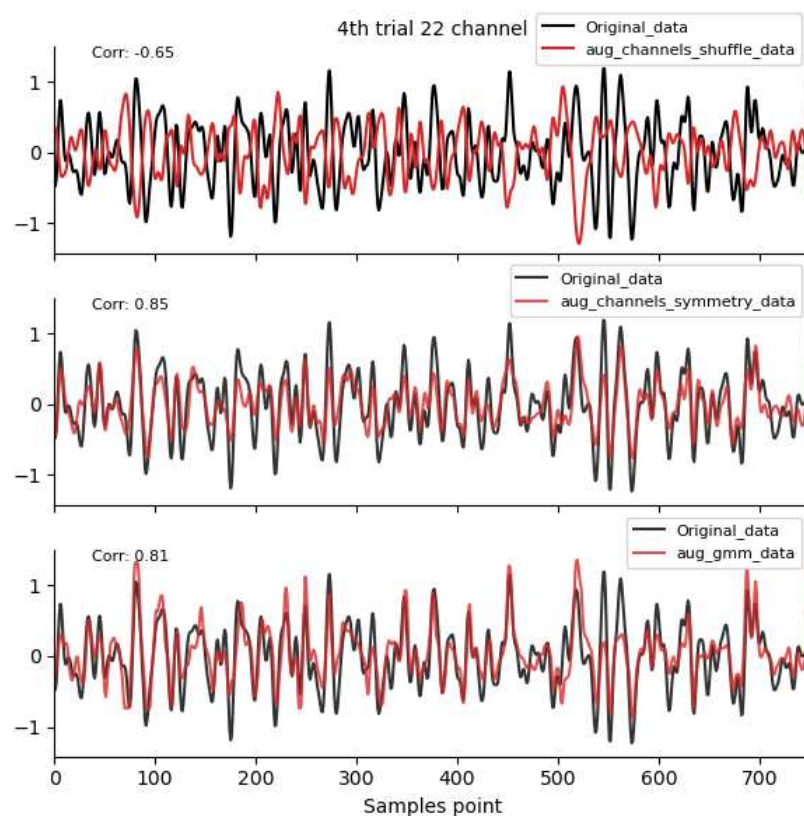 4th trial 22 channel
Original_data
aug_channels_shuffle_data
Corr: -0.65
1
0
−1
Original_data
aug_channels_symmetry_data
Corr: 0.85
1
0
−1
Original_data
aug_gmm_data
Corr: 0.81
1
0
−1
0 100 200 300 400 500 600 700
Samples point